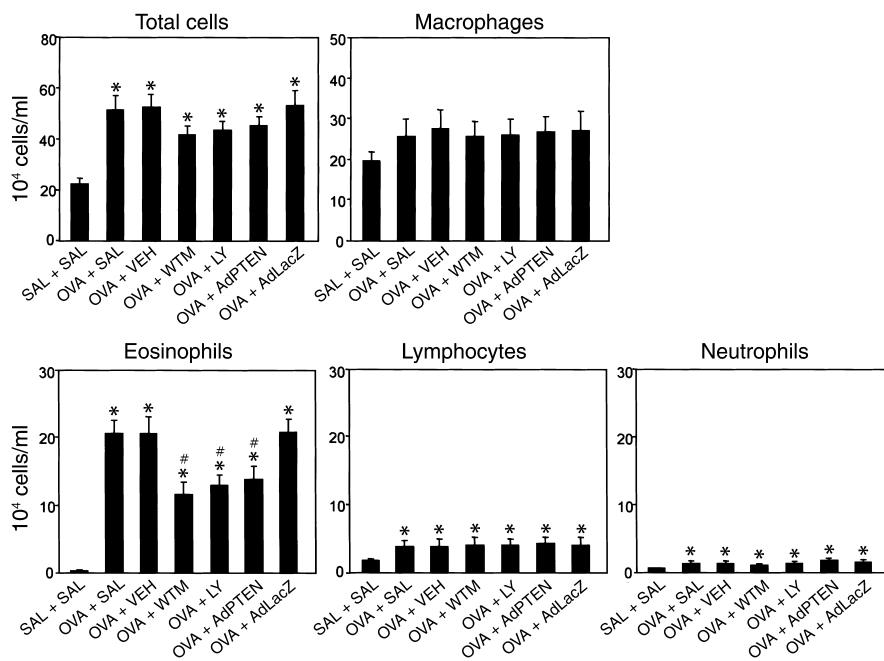 Total cells
Macrophages
10⁴ cells/ml
80
60
40
20
0
* * * * * *
50
40
30
20
10
0
SAL + SAL
OVA + SAL
OVA + VEH
OVA + WTM
OVA + LY
OVA + AdPTEN
OVA + AdLacZ
SAL + SAL
OVA + SAL
OVA + VEH
OVA + WTM
OVA + LY
OVA + AdPTEN
OVA + AdLacZ
Eosinophils
Lymphocytes
Neutrophils
10⁴ cells/ml
30
20
10
0
# # #
* * * * * *
30
20
10
0
* * * * * *
30
20
10
0
* * * * * *
SAL + SAL
OVA + SAL
OVA + VEH
OVA + WTM
OVA + LY
OVA + AdPTEN
OVA + AdLacZ
SAL + SAL
OVA + SAL
OVA + VEH
OVA + WTM
OVA + LY
OVA + AdPTEN
OVA + AdLacZ
SAL + SAL
OVA + SAL
OVA + VEH
OVA + WTM
OVA + LY
OVA + AdPTEN
OVA + AdLacZ